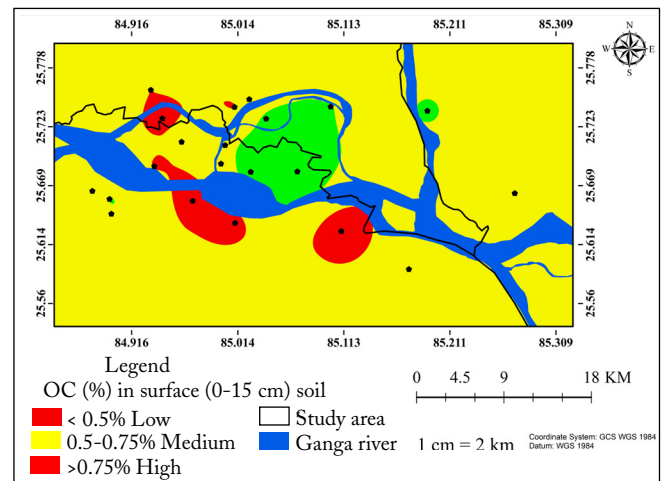 84.916 85.014 85.113 85.211 85.309
N
W E
S
25.778 25.778
25.723 25.723
25.669 25.669
25.614 25.614
25.56 25.56
84.916 85.014 85.113 85.211 85.309
Legend
OC (%) in surface (0-15 cm) soil
< 0.5% Low
0.5-0.75% Medium
>0.75% High
Study area
Ganga river
0 4.5 9 18 KM
1 cm = 2 km
Coordinate System: GCS WGS 1984
Datum: WGS 1984